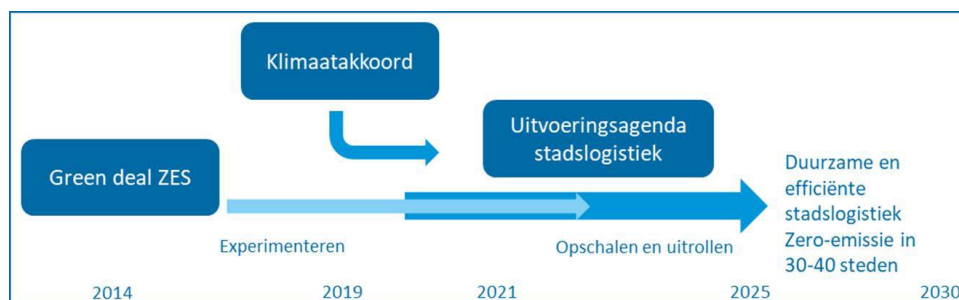 Klimaatakkoord
Green deal ZES
Uitvoeringsagenda
stadslogistiek
Duurzame en
efficiënte
stadslogistiek
Zero-emissie in
30-40 steden
Experimenteren
Opschalen en uitrollen
2014
2019
2021
2025
2030